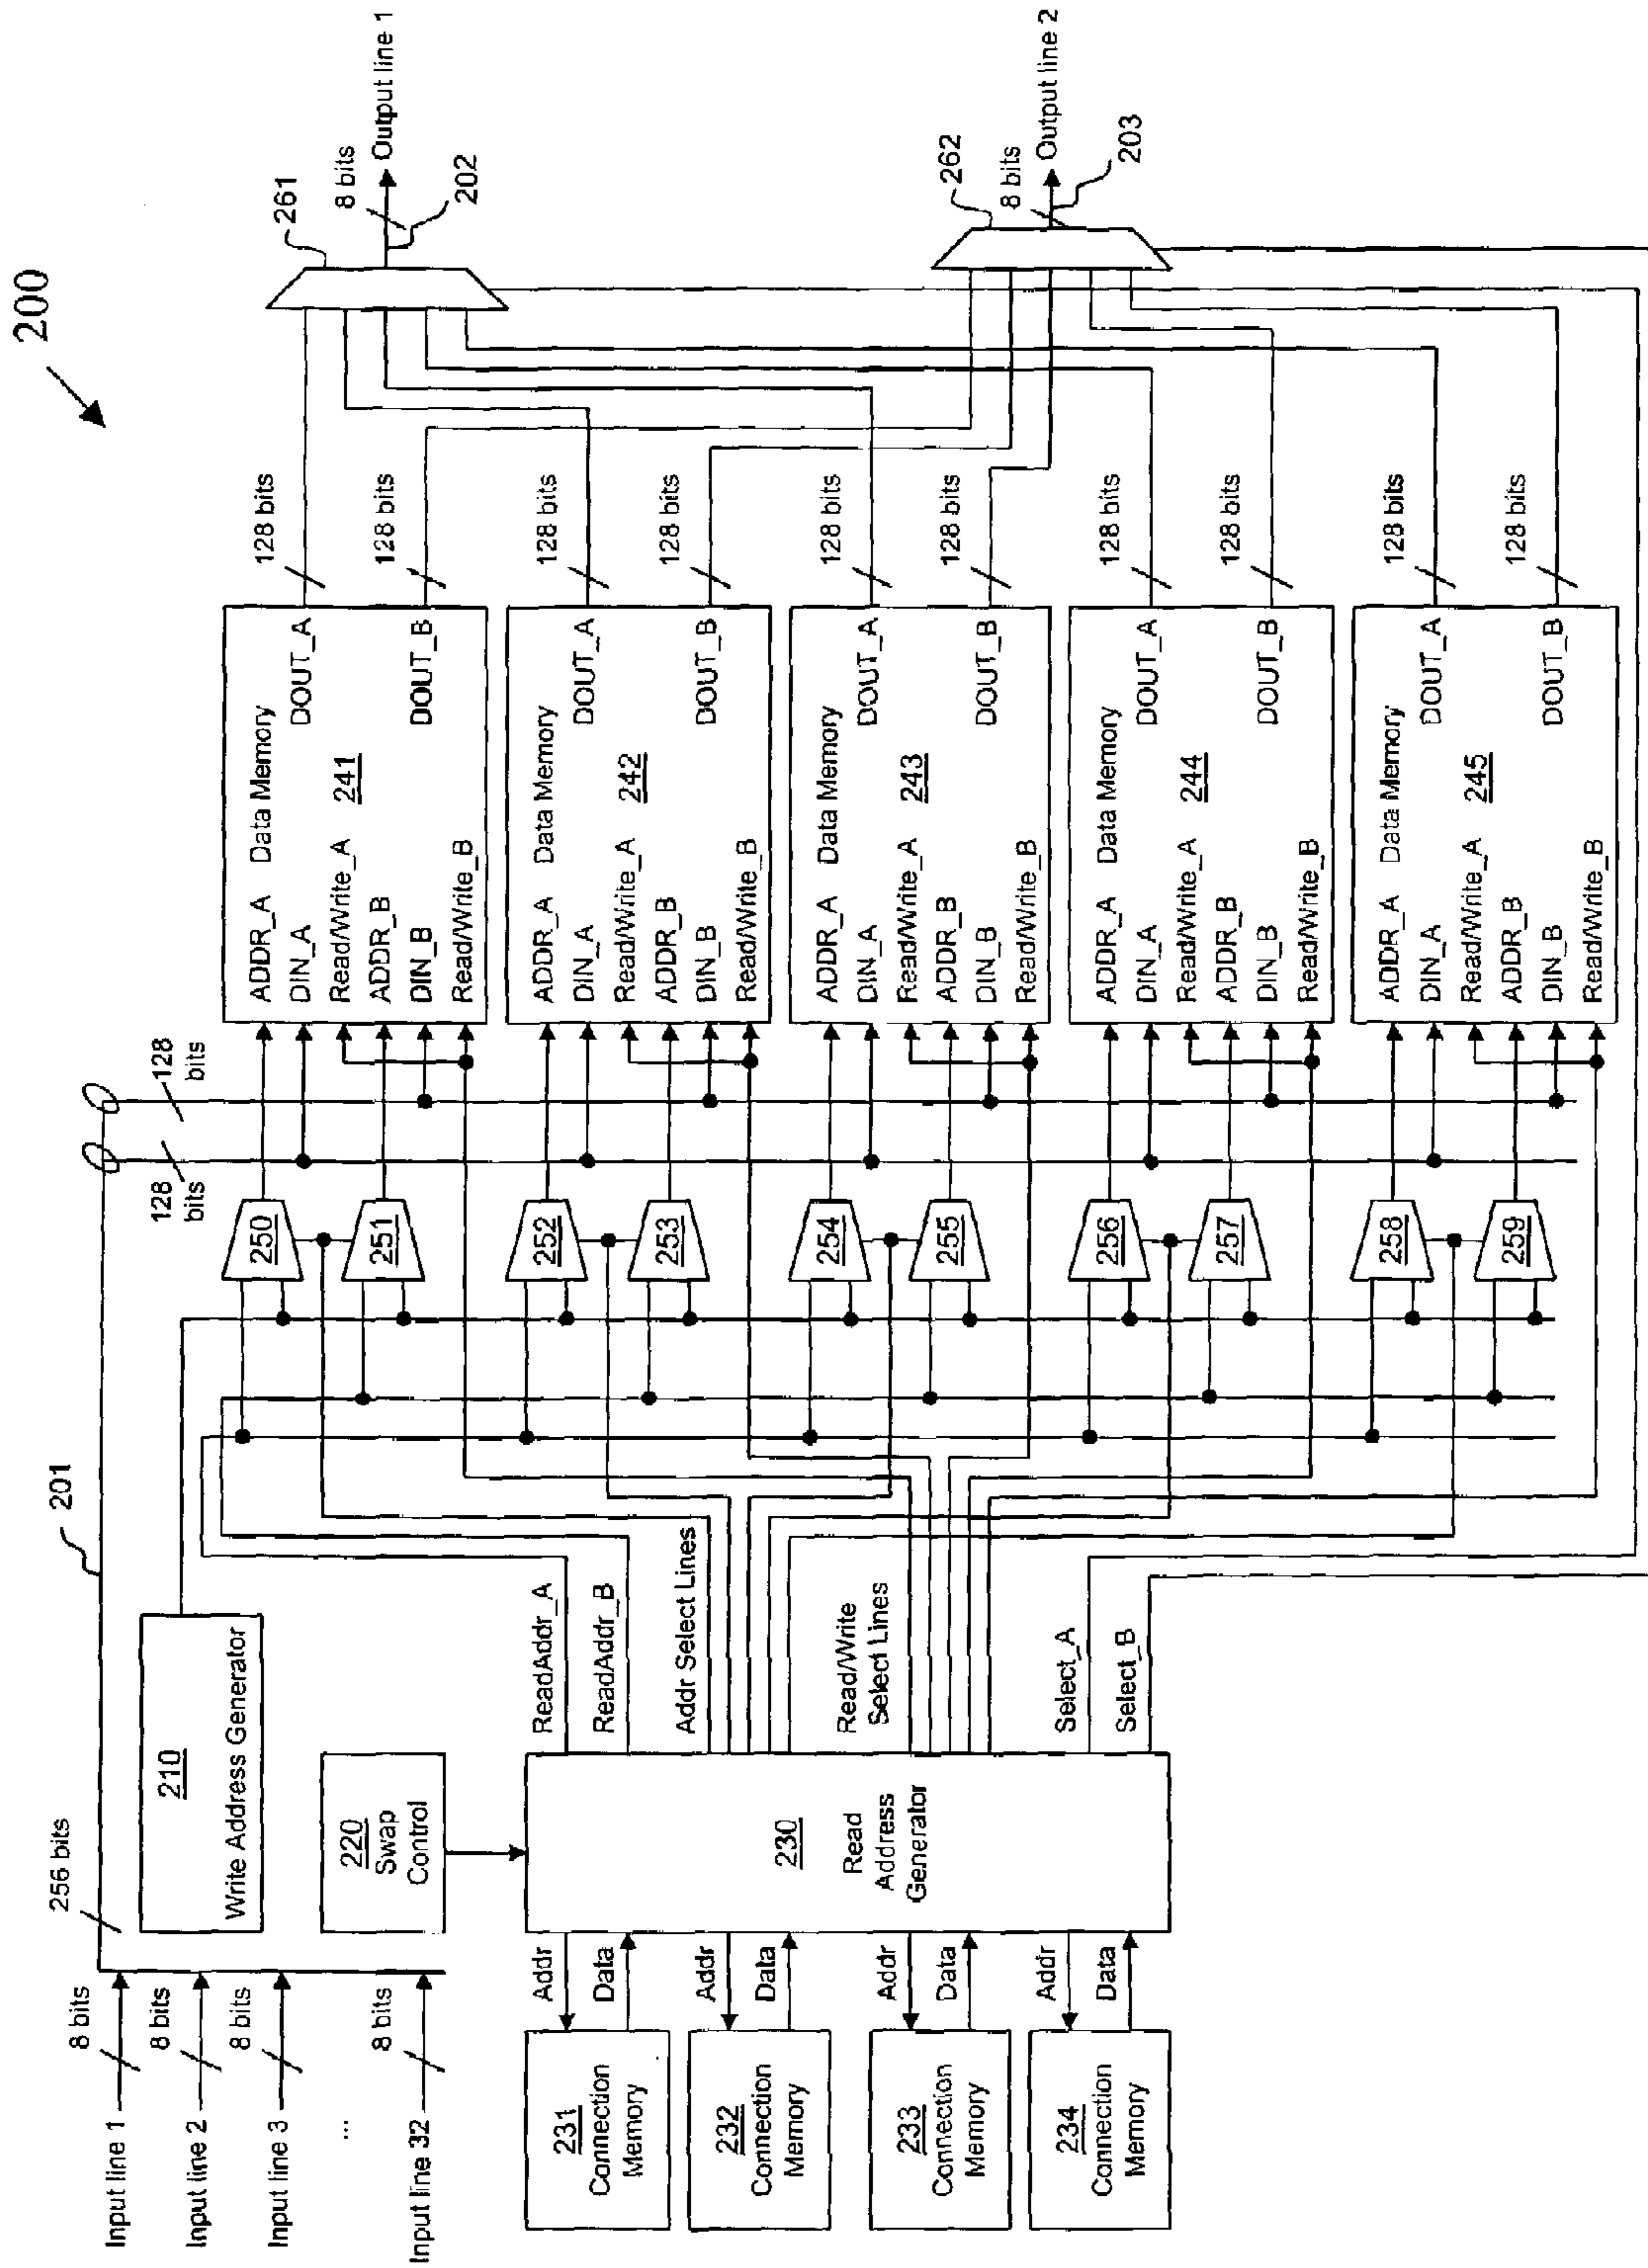 200
201
256 bits
Input line 1
8 bits
Input line 2
8 bits
Input line 3
8 bits
...
Input line 32
8 bits
210
Write Address Generator
220
Swap
Control
230
Read
Address
Generator
231
Connection
Memory
Addr
Data
232
Connection
Memory
Addr
Data
233
Connection
Memory
Addr
Data
234
Connection
Memory
Addr
Data
ReadAddr_A
ReadAddr_B
Addr Select Lines
Read/Write
Select Lines
Select_A
Select_B
250
251
252
253
254
255
256
257
258
259
128
bits
128
bits
ADDR_A Data Memory
DIN_A DOUT_A
Read/Write_A 241
ADDR_B
DIN_B DOUT_B
Read/Write_B
ADDR_A Data Memory
DIN_A DOUT_A
Read/Write_A 242
ADDR_B
DIN_B DOUT_B
Read/Write_B
ADDR_A Data Memory
DIN_A DOUT_A
Read/Write_A 243
ADDR_B
DIN_B DOUT_B
Read/Write_B
ADDR_A Data Memory
DIN_A DOUT_A
Read/Write_A 244
ADDR_B
DIN_B DOUT_B
Read/Write_B
ADDR_A Data Memory
DIN_A DOUT_A
Read/Write_A 245
ADDR_B
DIN_B DOUT_B
Read/Write_B
128 bits
128 bits
128 bits
128 bits
128 bits
128 bits
128 bits
128 bits
128 bits
128 bits
261
8 bits
Output line 1
202
262
8 bits
Output line 2
203